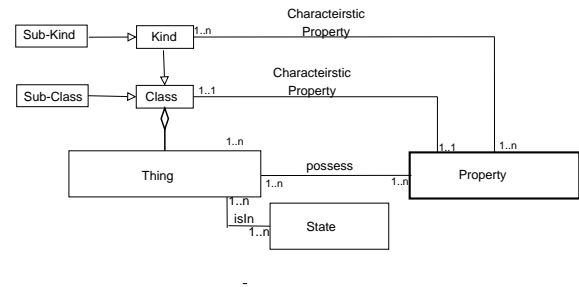 Characteirstic
Property
Sub-Kind
Kind
1..n
Characteirstic
Property
Sub-Class
Class
1..1
1..n
1..1
1..n
Thing
possess
Property
1..n
1..n
1..n
isIn
1..n
State